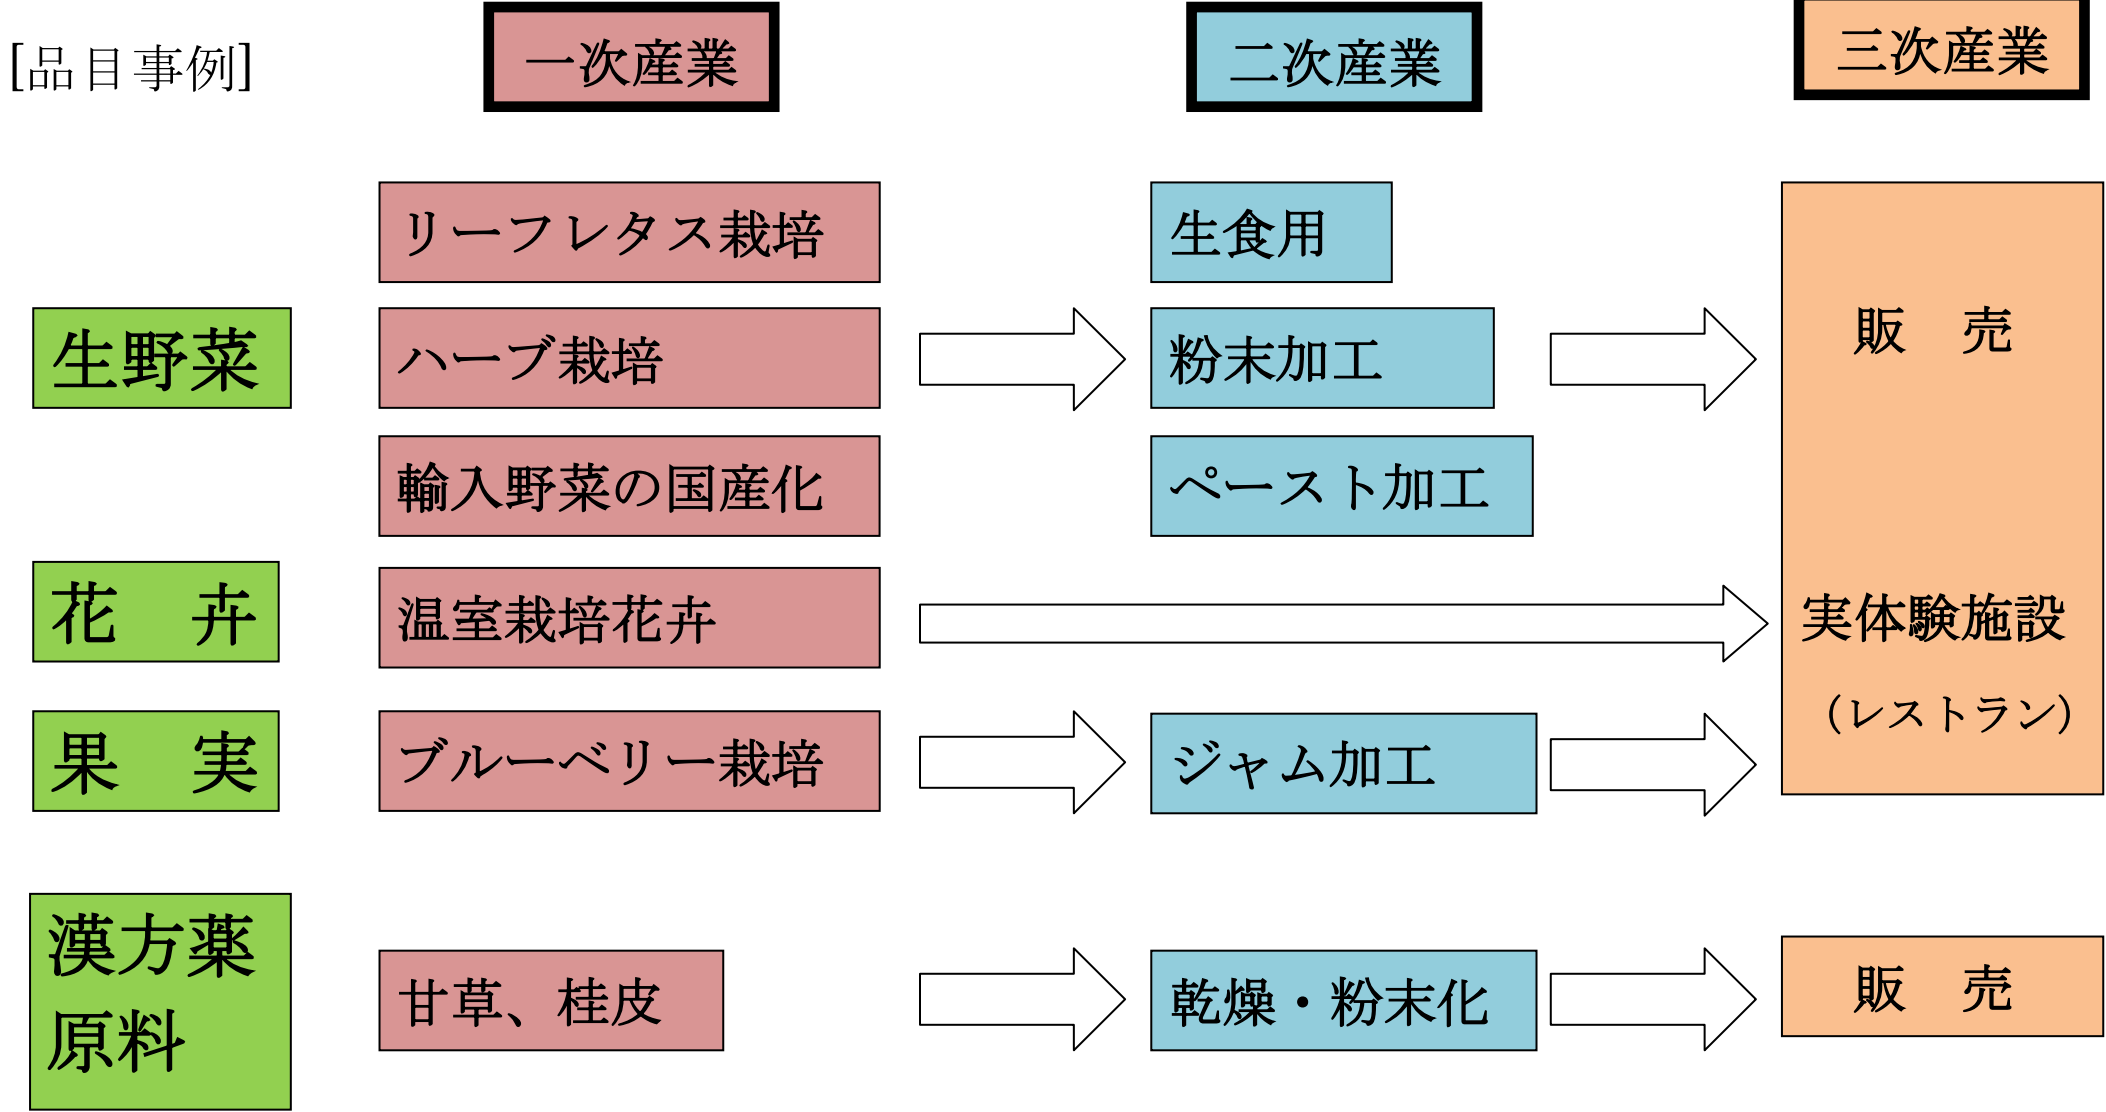 [品目事例]
一次産業
二次産業
三次産業
生野菜
リーフレタス栽培
ハーブ栽培
輸入野菜の国産化
生食用
粉末加工
ペースト加工
販　売
花　卉
温室栽培花卉
実体験施設
（レストラン）
果　実
ブルーベリー栽培
ジャム加工
漢方薬
原料
甘草、桂皮
乾燥・粉末化
販　売